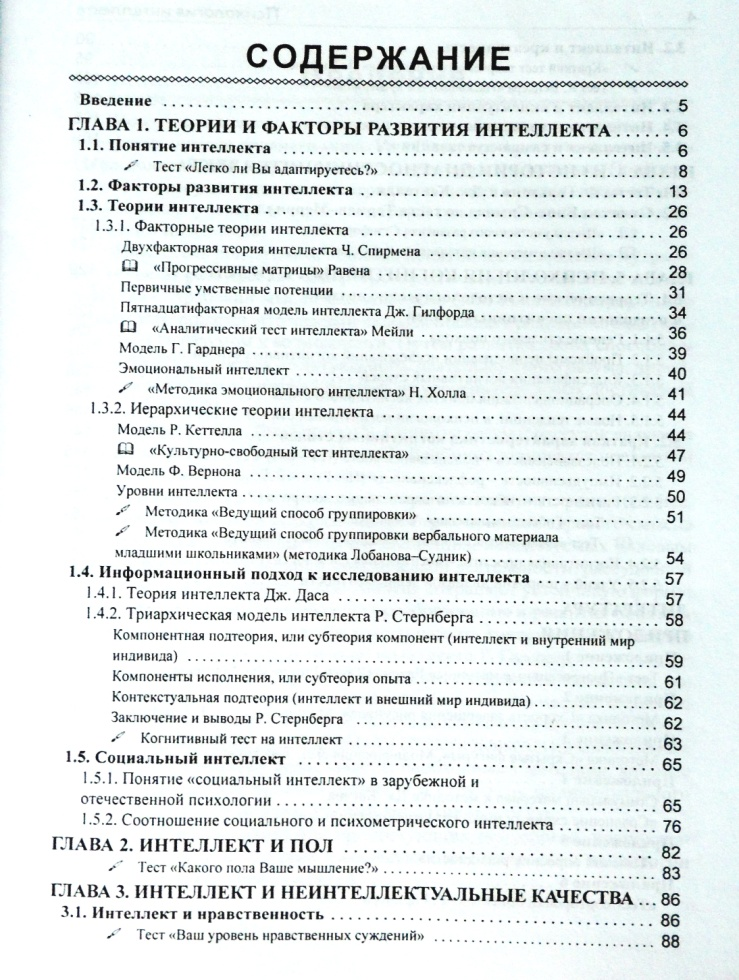 СОДЕРЖАНИЕ
Введение 5
ГЛАВА 1. ТЕОРИИ И ФАКТОРЫ РАЗВИТИЯ ИНТЕЛЛЕКТА 6
1.1. Понятие интеллекта 6
Тест «Легко ли Вы адаптируетесь?» 8
1.2. Факторы развития интеллекта 13
1.3. Теории интеллекта 26
1.3.1. Факторные теории интеллекта 26
Двухфакторная теория интеллекта Ч. Спирмена 26
«Прогрессивные матрицы» Равена 28
Первичные умственные потенции 31
Пятнадцатифакторная модель интеллекта Дж. Гилфорда 34
«Аналитический тест интеллекта» Мейли 36
Модель Г. Гарднера 39
Эмоциональный интеллект 40
«Методика эмоционального интеллекта» Н. Холла 41
1.3.2. Иерархические теории интеллекта 44
Модель Р. Кеттелла 44
«Культурно-свободный тест интеллекта» 47
Модель Ф. Вернона 49
Уровни интеллекта 50
Методика «Ведущий способ группировки» 51
Методика «Ведущий способ группировки вербального материала
младшими школьниками» (методика Лобанова–Судник) 54
1.4. Информационный подход к исследованию интеллекта 57
1.4.1. Теория интеллекта Дж. Даса 57
1.4.2. Триархическая модель интеллекта Р. Стернберга 58
Компонентная подтеория, или субтеория компонент (интеллект и внутренний мир
индивида) 59
Компоненты исполнения, или субтеория опыта 61
Контекстуальная подтеория (интеллект и внешний мир индивида) 62
Заключение и выводы Р. Стернберга 62
Когнитивный тест на интеллект 63
1.5. Социальный интеллект 65
1.5.1. Понятие «социальный интеллект» в зарубежной и
отечественной психологии 65
1.5.2. Соотношение социального и психометрического интеллекта 76
ГЛАВА 2. ИНТЕЛЛЕКТ И ПОЛ 82
Тест «Какого пола Ваше мышление?» 83
ГЛАВА 3. ИНТЕЛЛЕКТ И НЕИНТЕЛЛЕКТУАЛЬНЫЕ КАЧЕСТВА 86
3.1. Интеллект и нравственность 86
Тест «Ваш уровень нравственных суждений» 88